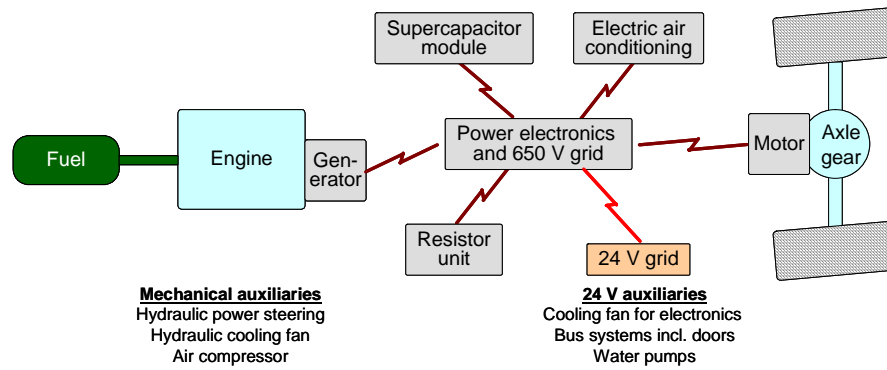 Supercapacitor
module
Electric air
conditioning
Fuel
Engine
Gen-
erator
Power electronics
and 650 V grid
Motor
Axle
gear
Resistor
unit
24 V grid
Mechanical auxiliaries
Hydraulic power steering
Hydraulic cooling fan
Air compressor
24 V auxiliaries
Cooling fan for electronics
Bus systems incl. doors
Water pumps